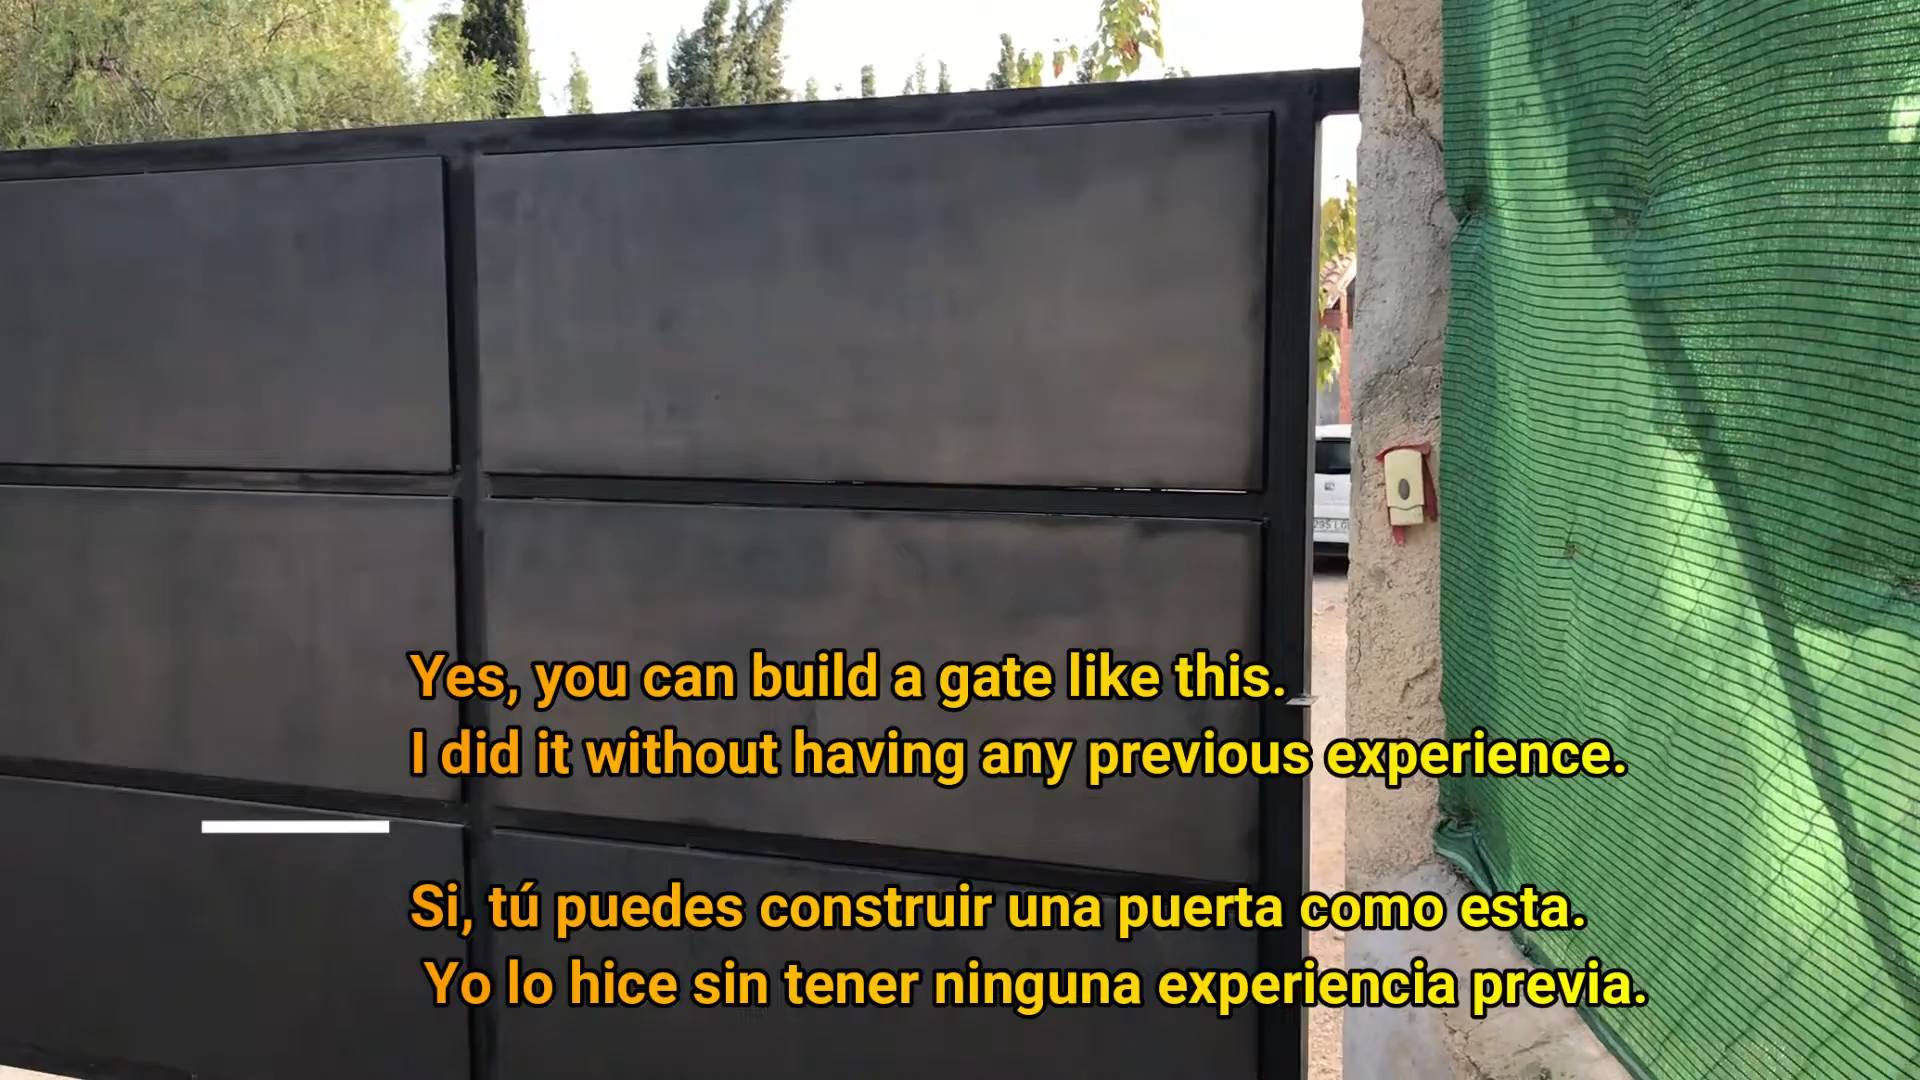 Yes, you can build a gate like this.
I did it without having any previous experience.
Si, tú puedes construir una puerta como esta.
Yo lo hice sin tener ninguna experiencia previa.